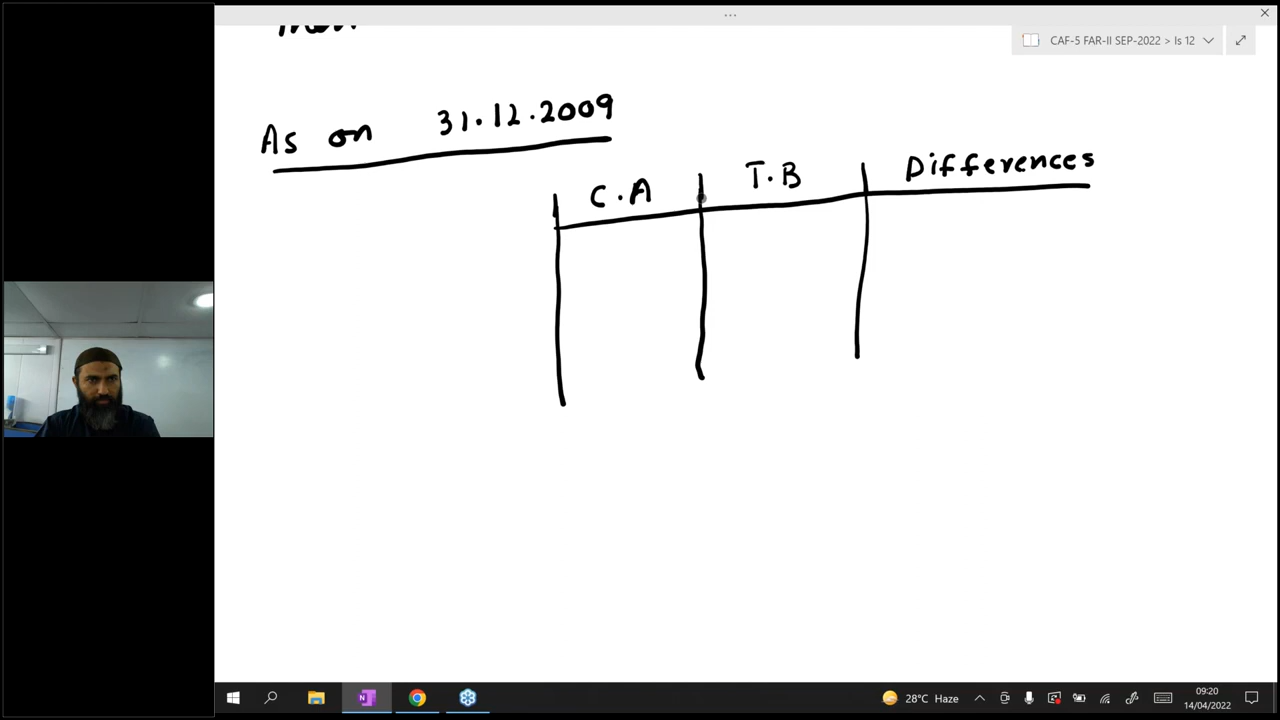 CAF-5 FAR-II SEP-2022 > Is 12
As on 31.12.2009
C.A T.B Differences
28°C Haze
09:20
14/04/2022